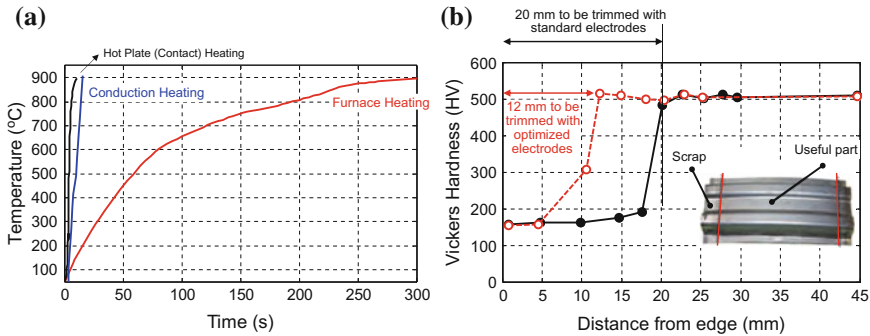 (a)
Hot Plate (Contact) Heating
Conduction Heating
Furnace Heating
Temperature (°C)
900
800
700
600
500
400
300
200
100
0
50
100
150
200
250
300
Time (s)
(b)
20 mm to be trimmed with
standard electrodes
12 mm to be
trimmed with
optimized
electrodes
Scrap
Useful part
Vickers Hardness (HV)
600
500
400
300
200
100
0
0
5
10
15
20
25
30
35
40
45
Distance from edge (mm)